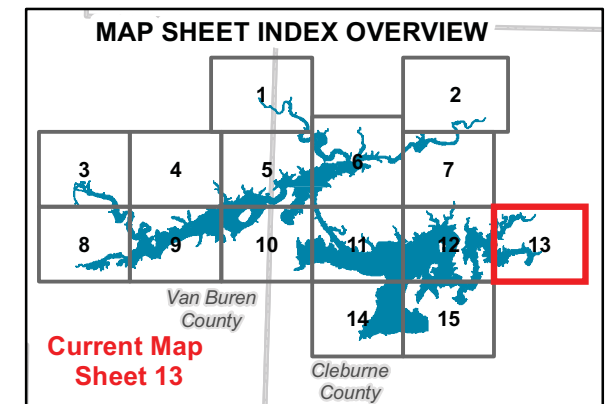 MAP SHEET INDEX OVERVIEW
1
2
3
4
5
6
7
8
9
10
11
12
13
Van Buren
County
14
15
Current Map
Sheet 13
Cleburne
County